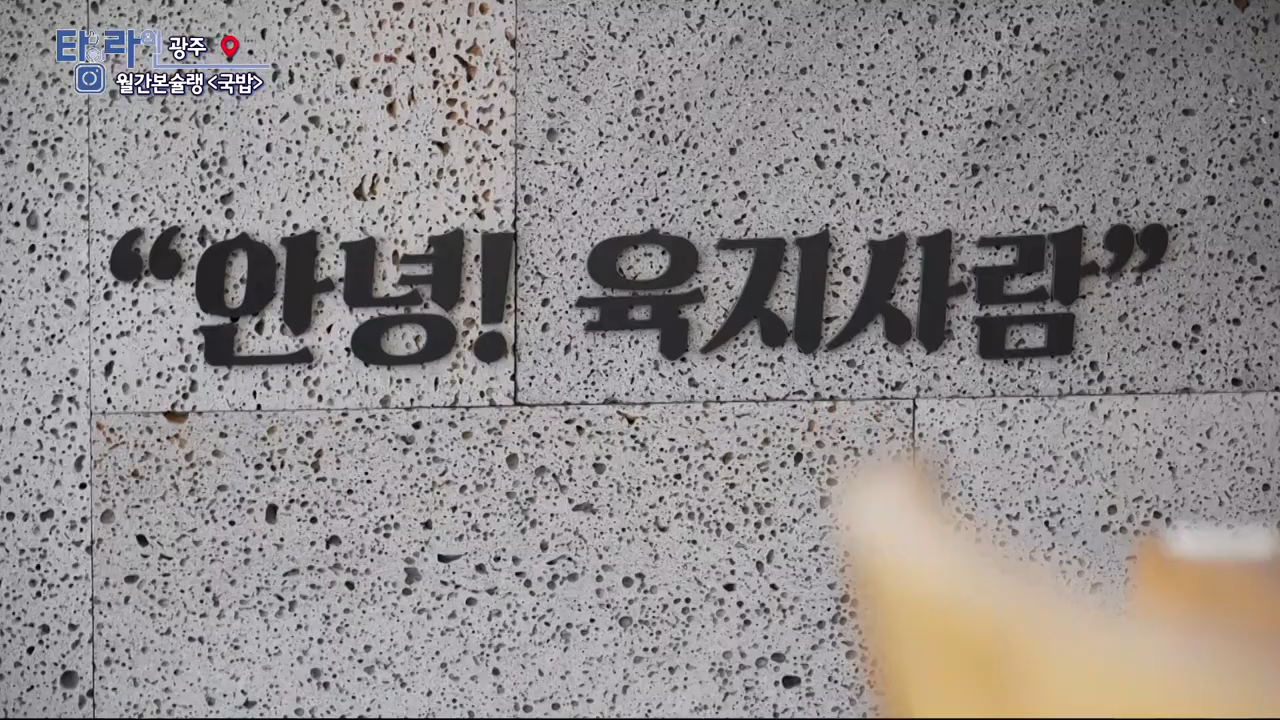 타라
광주
월간본슐랭 <국밥>
“안녕! 육지사람”